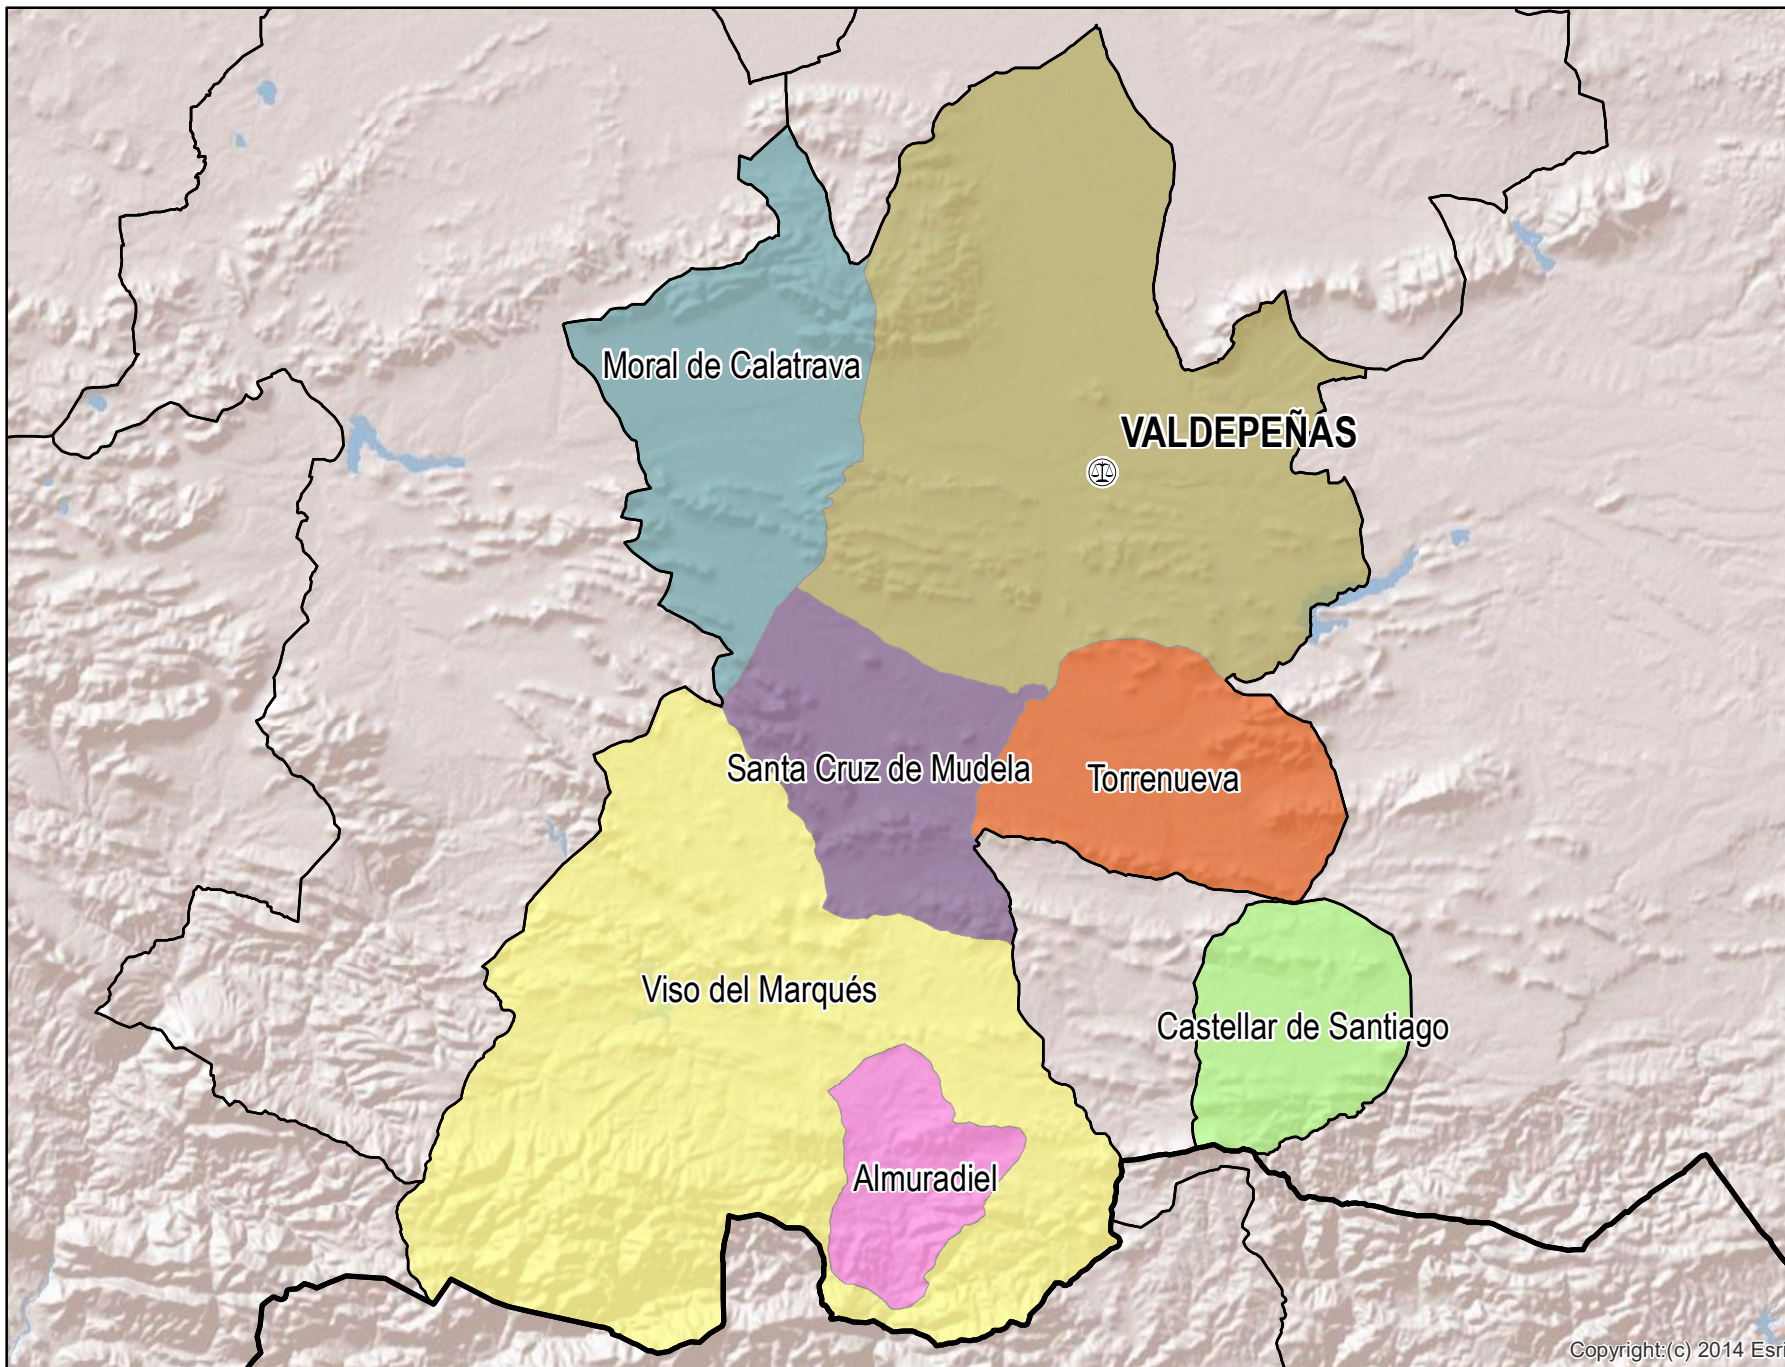 Moral de Calatrava
VALDEPEÑAS
Santa Cruz de Mudela
Torrenueva
Viso del Marqués
Castellar de Santiago
Almuradiel
Copyright:(c) 2014 Esri